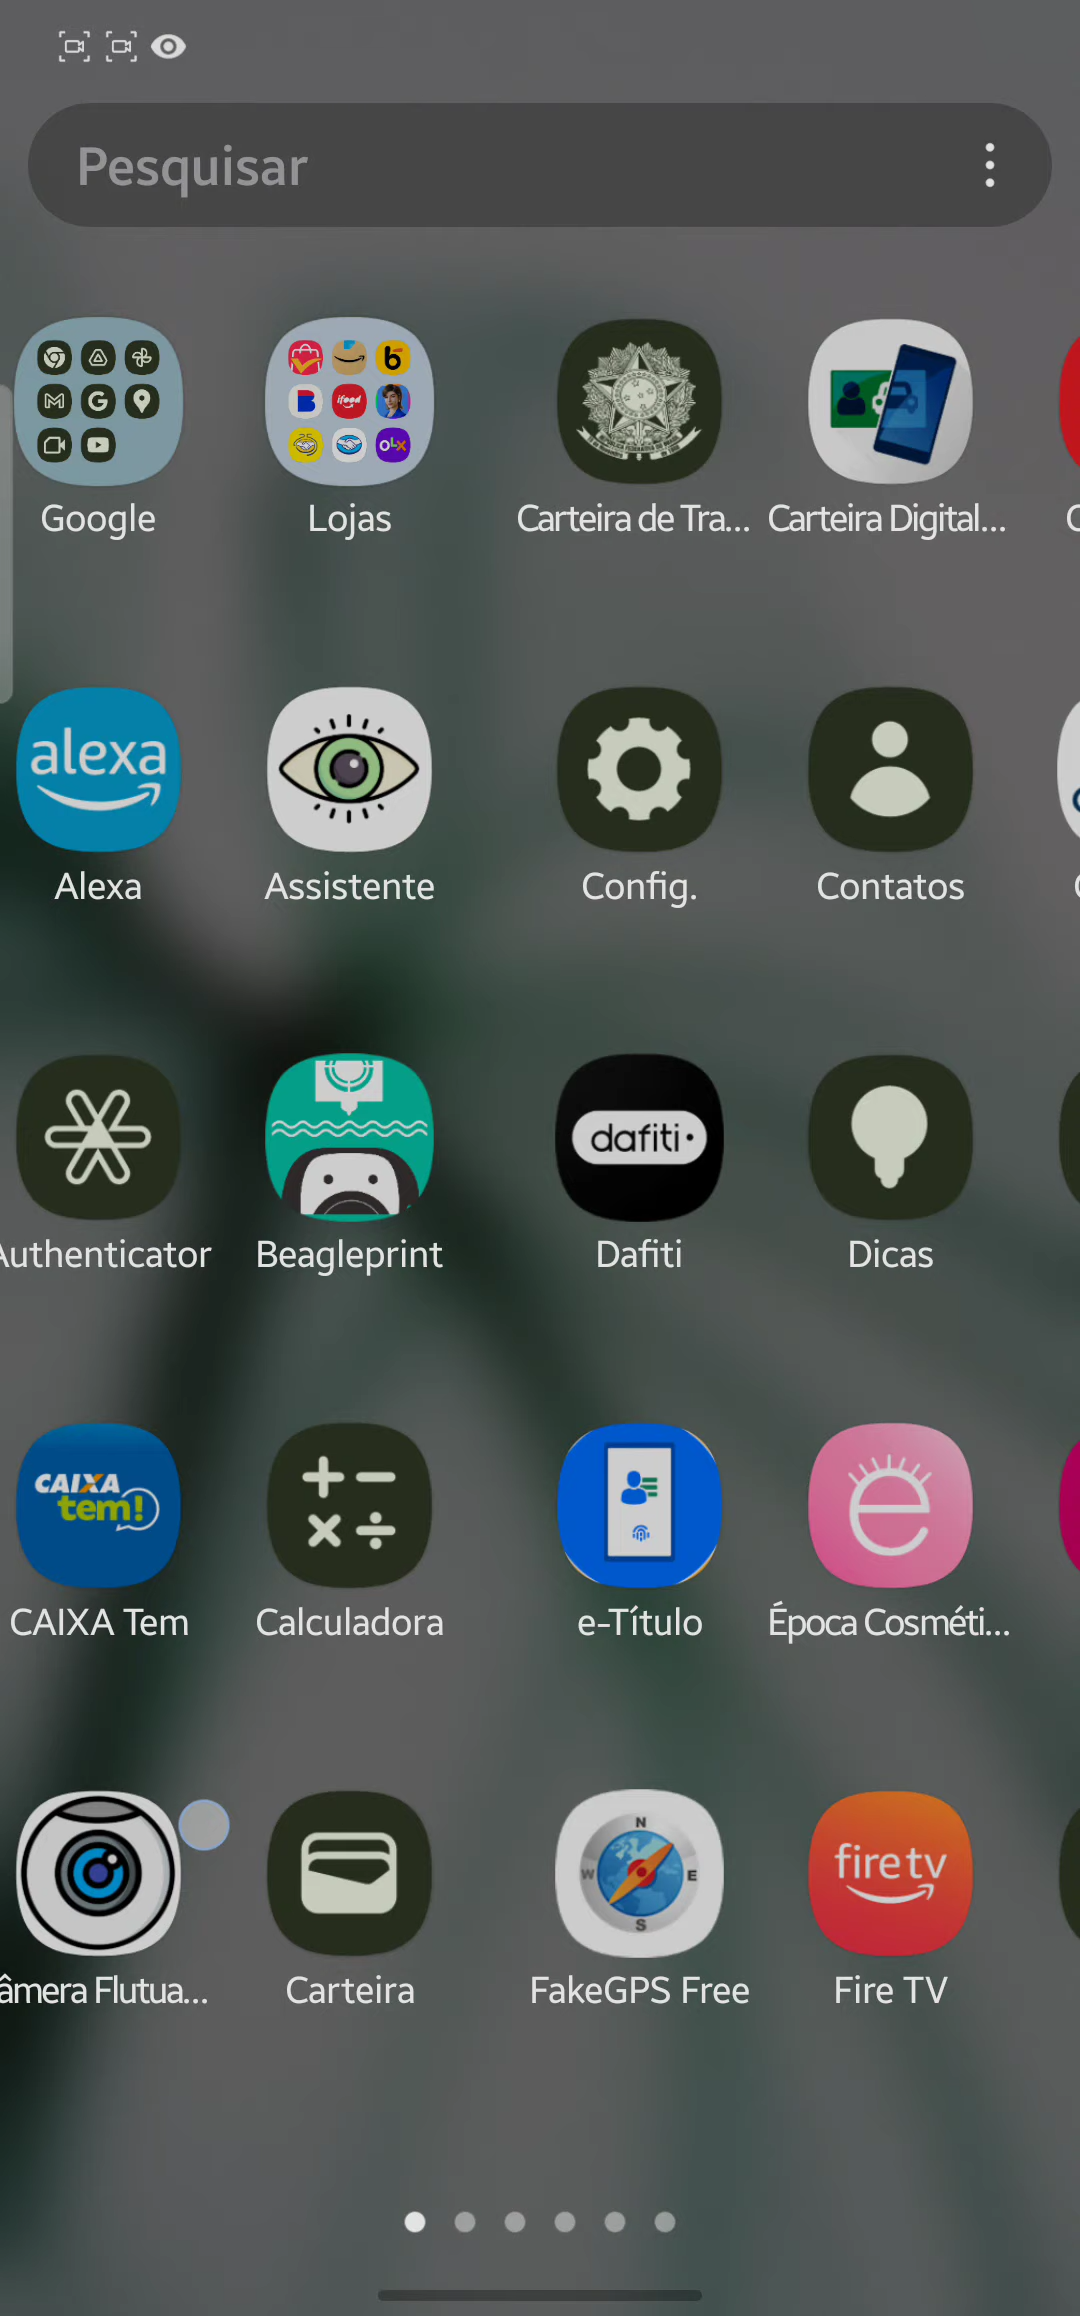 Pesquisar
Google
Lojas
Carteira de Tra...
Carteira Digital...
alexa
Alexa
Assistente
Config.
Contatos
Authenticator
Beagleprint
dafiti
Dafiti
Dicas
CAIXA
tem!
CAIXA Tem
Calculadora
e-Título
e
Época Cosméti...
âmera Flutua...
Carteira
N
W E
S
FakeGPS Free
fire tv
Fire TV